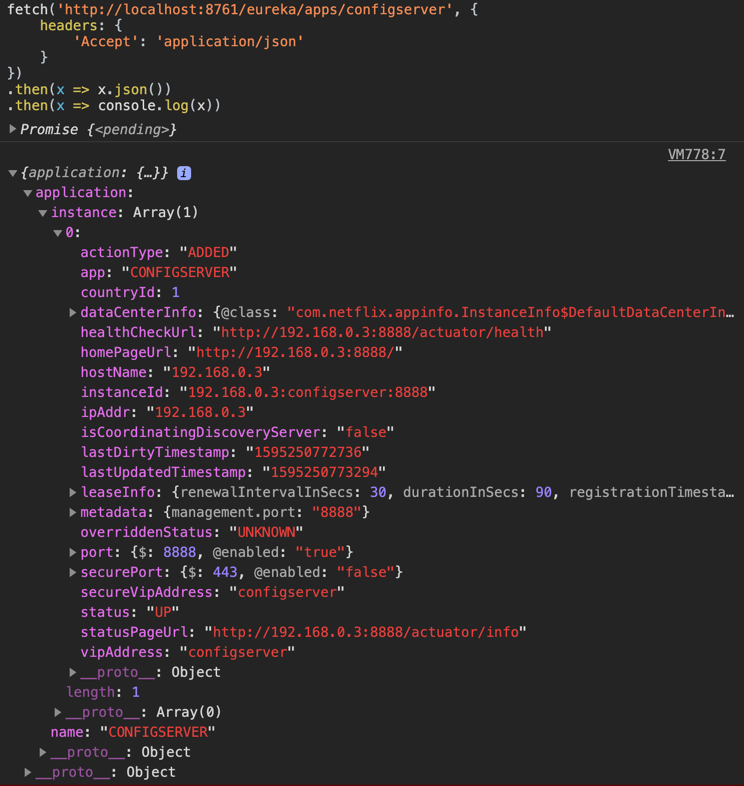 fetch('http://localhost:8761/eureka/apps/configserver', {
    headers: {
        'Accept': 'application/json'
    }
})
.then(x => x.json())
.then(x => console.log(x))
Promise {<pending>}
VM778:7
{application: {…}} i
application:
instance: Array(1)
0:
actionType: "ADDED"
app: "CONFIGSERVER"
countryId: 1
dataCenterInfo: {@class: "com.netflix.appinfo.InstanceInfo$DefaultDataCenterIn…
healthCheckUrl: "http://192.168.0.3:8888/actuator/health"
homePageUrl: "http://192.168.0.3:8888/"
hostName: "192.168.0.3"
instanceId: "192.168.0.3:configserver:8888"
ipAddr: "192.168.0.3"
isCoordinatingDiscoveryServer: "false"
lastDirtyTimestamp: "1595250772736"
lastUpdatedTimestamp: "1595250773294"
leaseInfo: {renewalIntervalInSecs: 30, durationInSecs: 90, registrationTimesta…
metadata: {management.port: "8888"}
overriddenStatus: "UNKNOWN"
port: {$: 8888, @enabled: "true"}
securePort: {$: 443, @enabled: "false"}
secureVipAddress: "configserver"
status: "UP"
statusPageUrl: "http://192.168.0.3:8888/actuator/info"
vipAddress: "configserver"
__proto__: Object
length: 1
__proto__: Array(0)
name: "CONFIGSERVER"
__proto__: Object
__proto__: Object